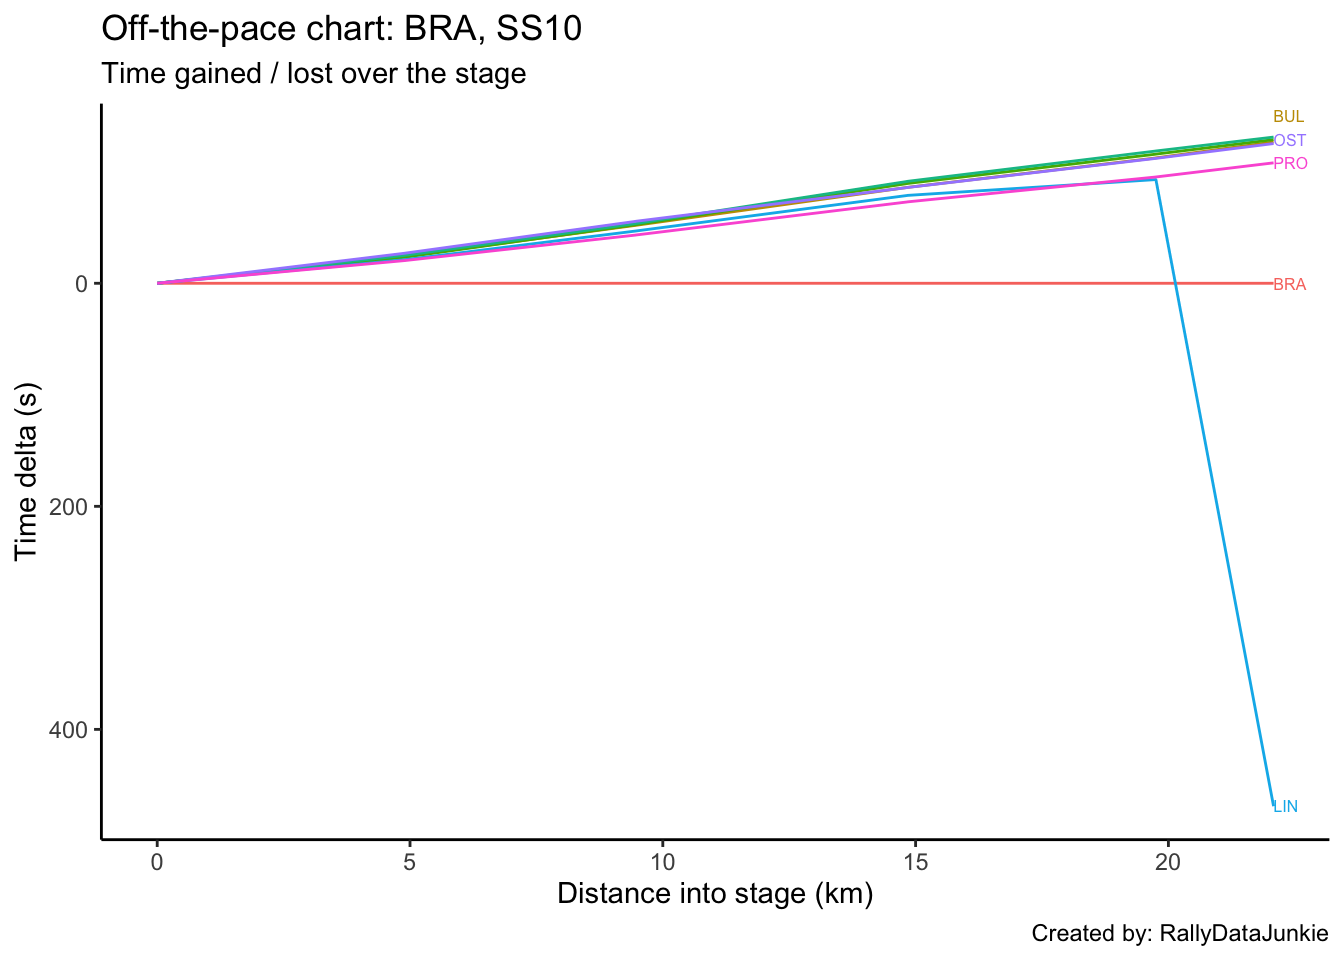 Off-the-pace chart: BRA, SS10
Time gained / lost over the stage
BUL
OST
PRO
0
BRA
Time delta (s)
200
400
LIN
0 5 10 15 20
Distance into stage (km)
Created by: RallyDataJunkie